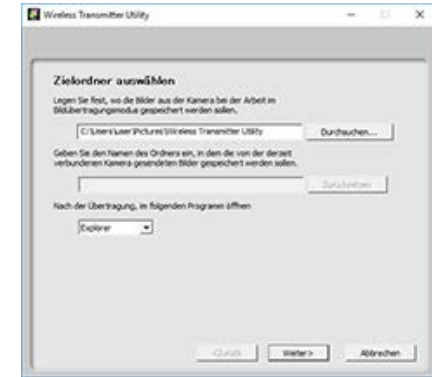 Wireless Transmitter Utility
Zielordner auswählen
Legen Sie fest, wo die Bilder aus der Kamera bei der Arbeit im
Bildübertragungsmodus gespeichert werden sollen.
C:\Users\user\Pictures\Wireless Transmitter Utility
Durchsuchen...
Geben Sie den Namen des Ordners ein, in dem die von der derzeit
verbundenen Kamera gesendeten Bilder gespeichert werden sollen.
Zurücksetzen
Nach der Übertragung, im folgenden Programm öffnen
Explorer
<Zurück
Weiter>
Abbrechen